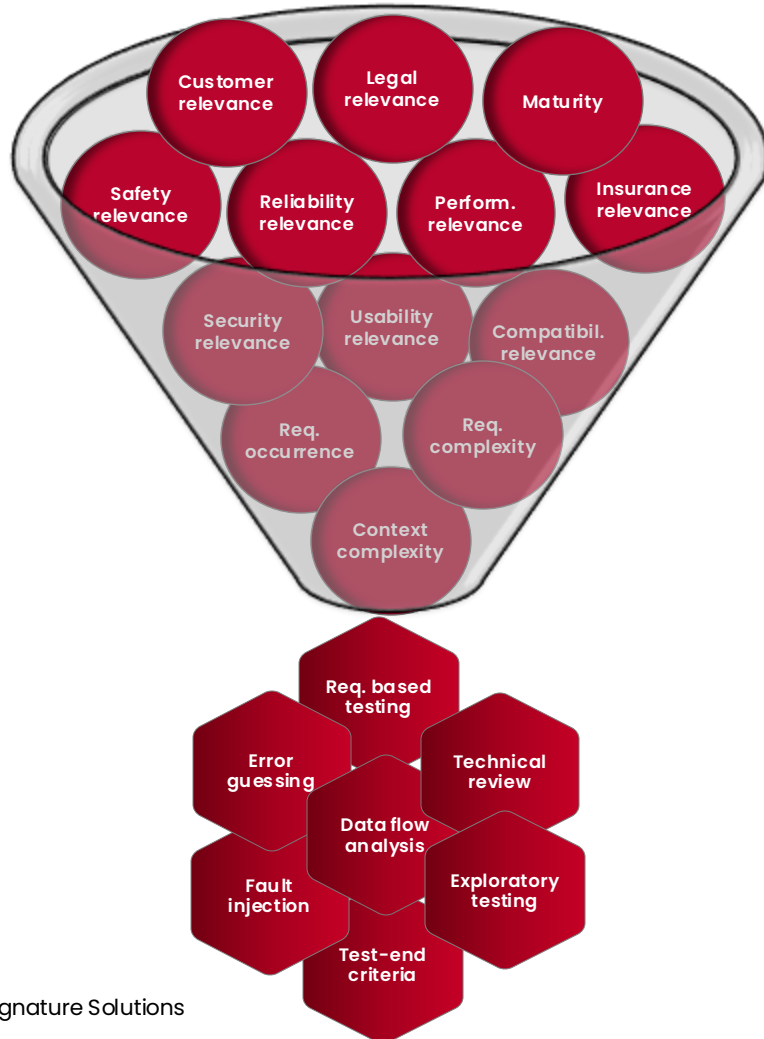 Customer
relevance
Legal
relevance
Maturity
Safety
relevance
Reliability
relevance
Perform.
relevance
Insurance
relevance
Security
relevance
Usability
relevance
Compatibil.
relevance
Req.
occurrence
Req.
complexity
Context
complexity
Req. based
testing
Error
guessing
Technical
review
Data flow
analysis
Fault
injection
Exploratory
testing
Test-end
criteria
gnature Solutions